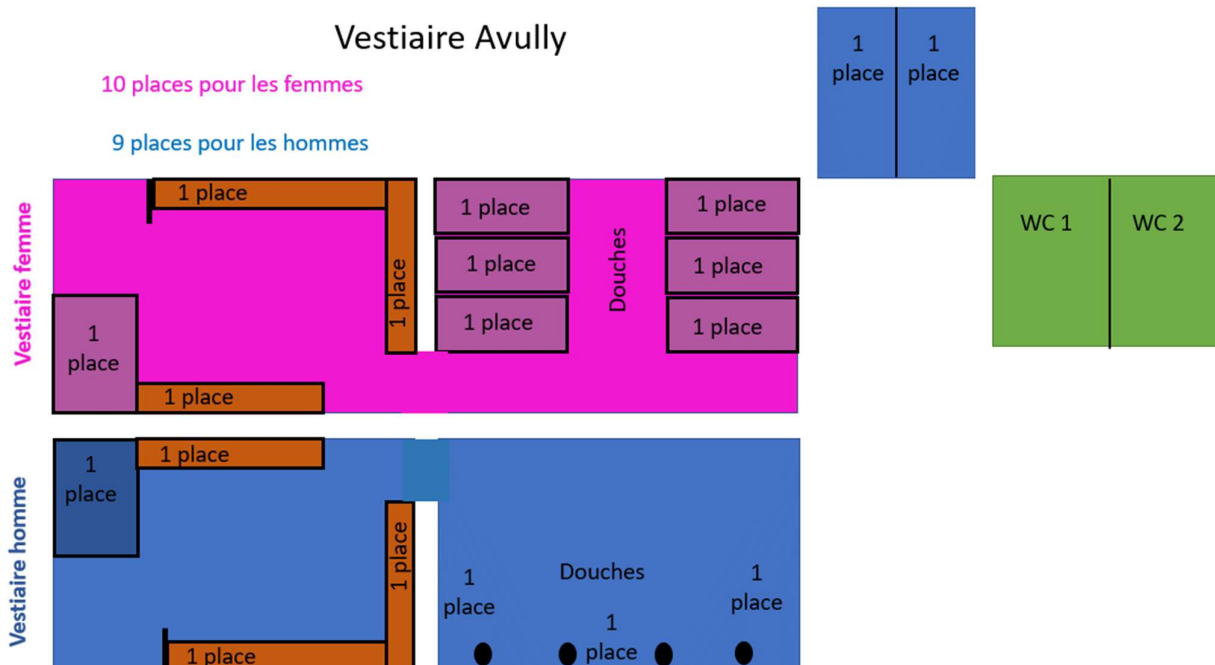 Vestiaire Avully
10 places pour les femmes
9 places pour les hommes
1
place
1
place
WC 1
WC 2
Vestiaire femme
1 place
1 place
1
place
1 place
1 place
1 place
1 place
Douches
1 place
1 place
1 place
Vestiaire homme
1
place
1 place
1 place
1 place
Douches
1
place
1
place
1
place